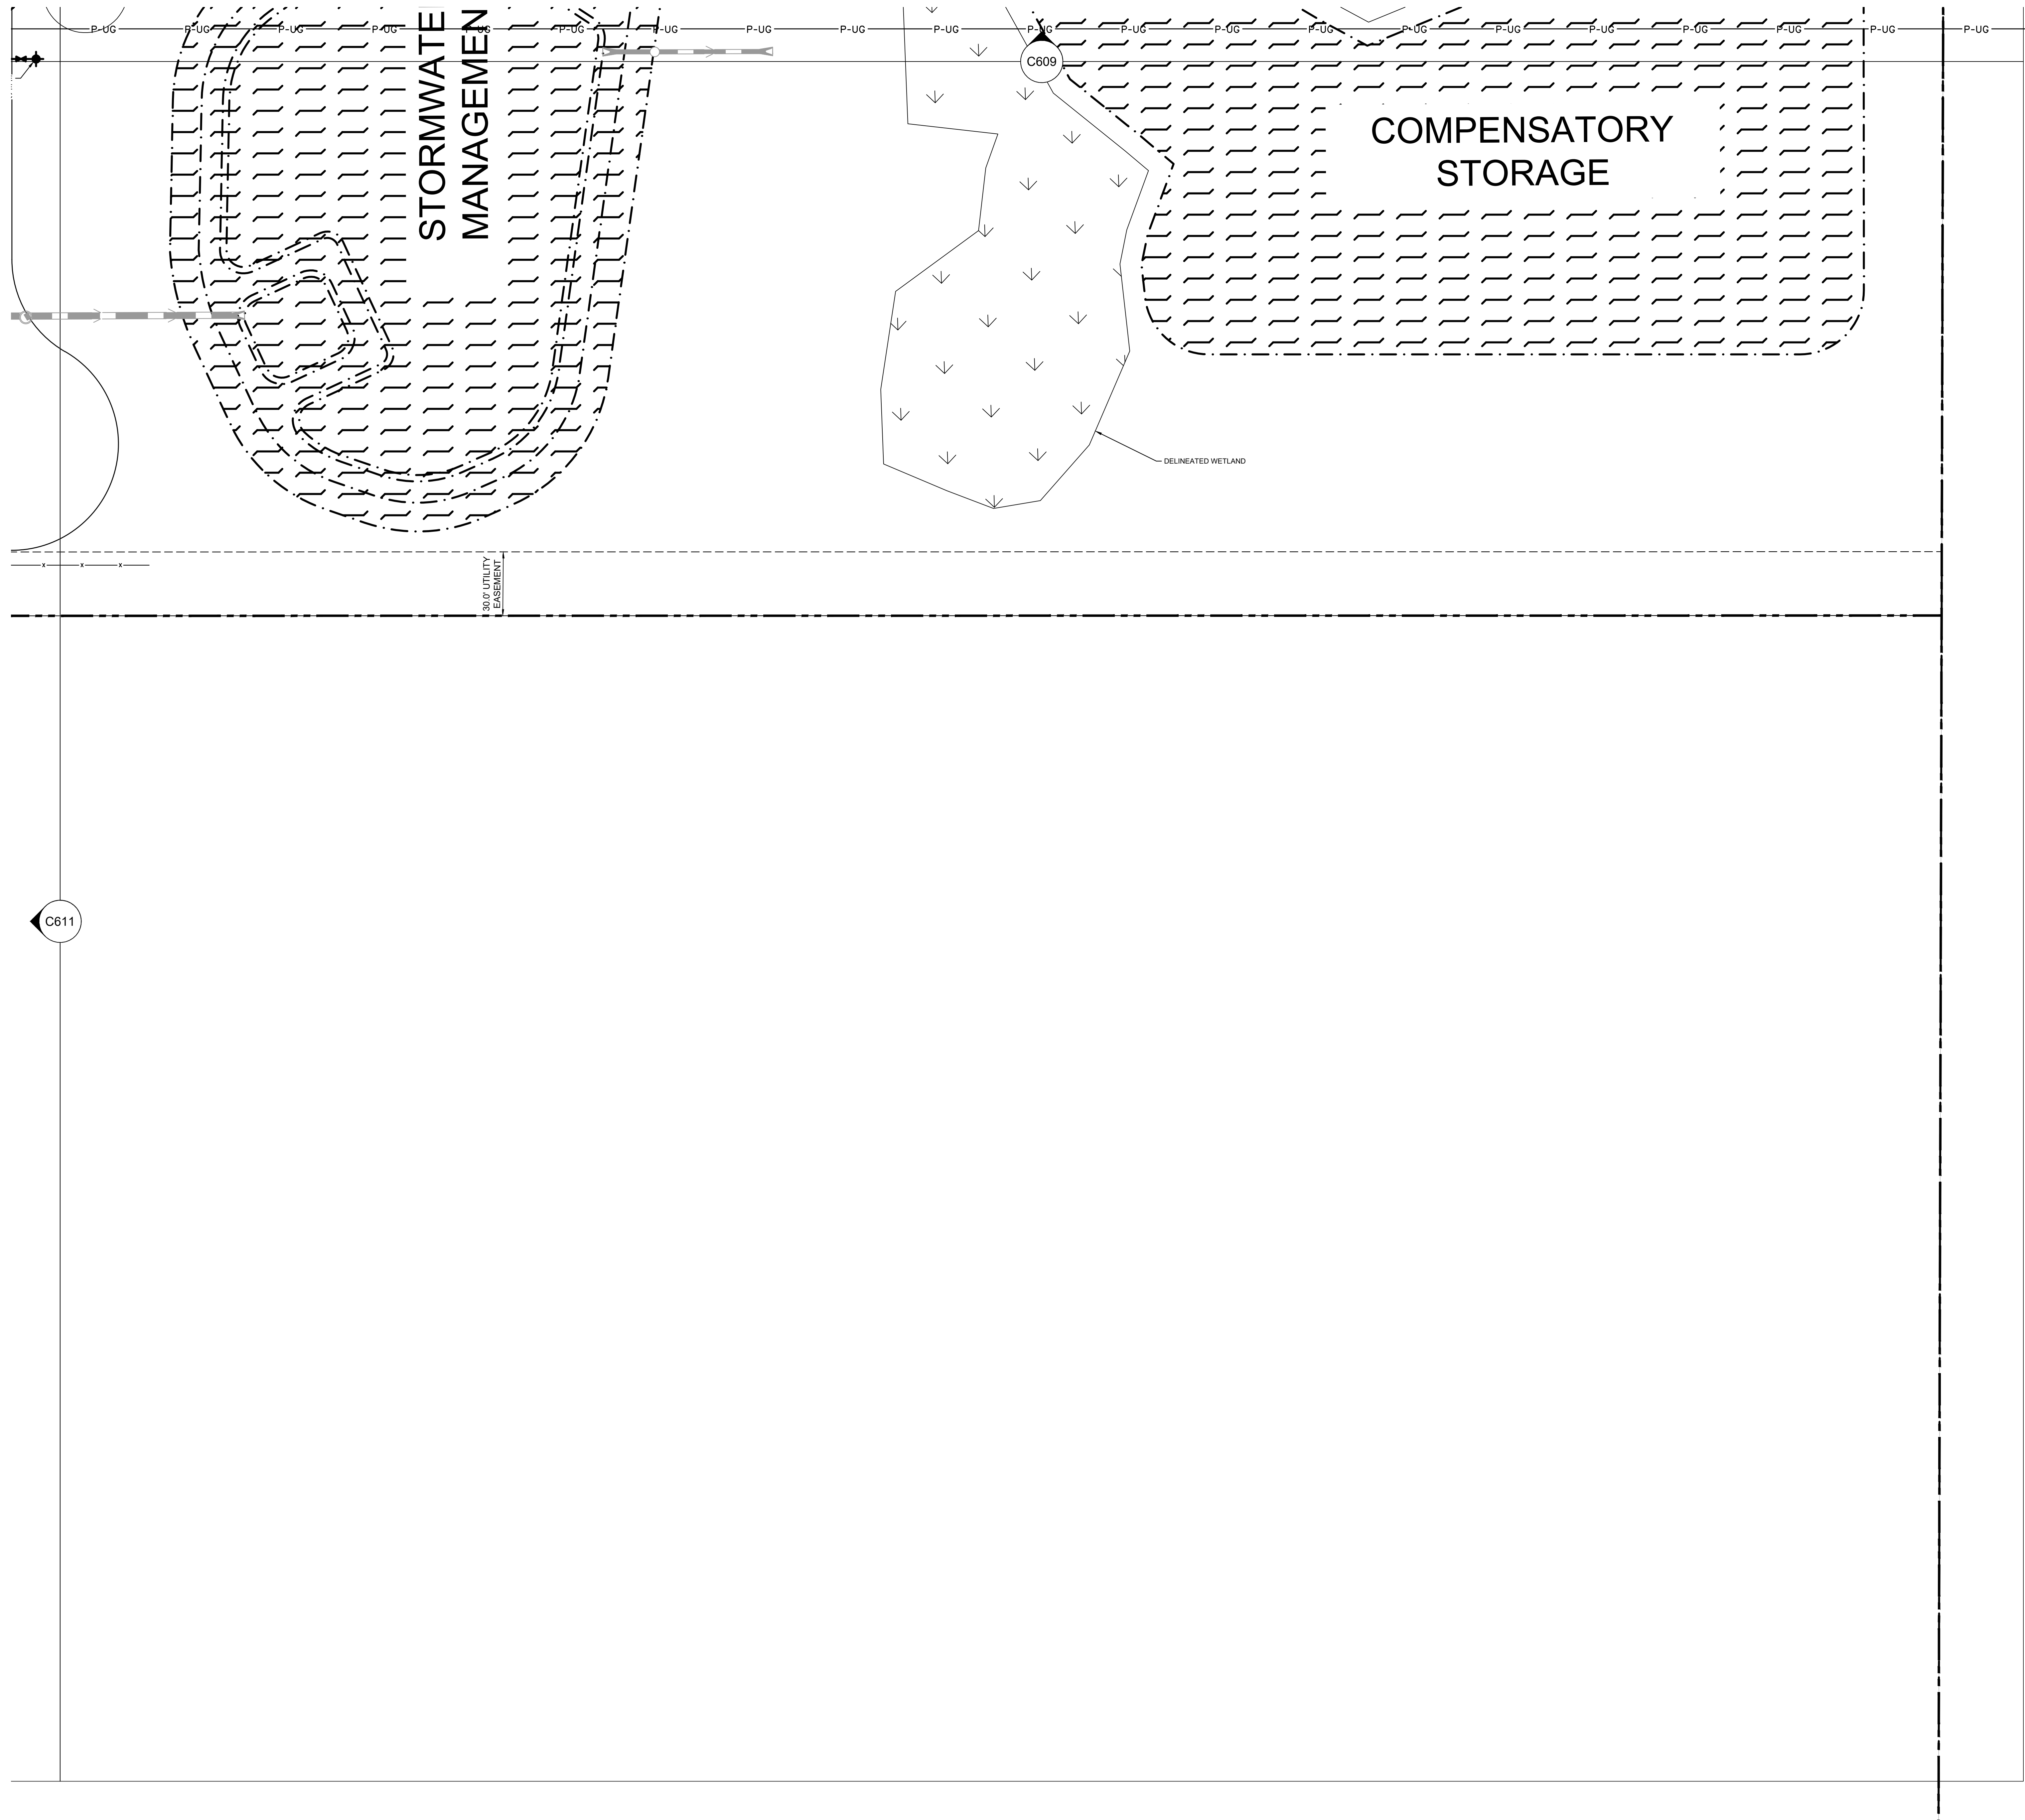 P-UG P-UG P-UG P-UG P-UG P-UG P-UG P-UG P-UG P-UG P-UG P-UG P-UG P-UG P-UG P-UG P-UG P-UG P-UG P-UG P-UG
C609
STORMWATE
MANAGEMEN
COMPENSATORY
STORAGE
DELINEATED WETLAND
x x x
30.0' UTILITY
EASEMENT
C611